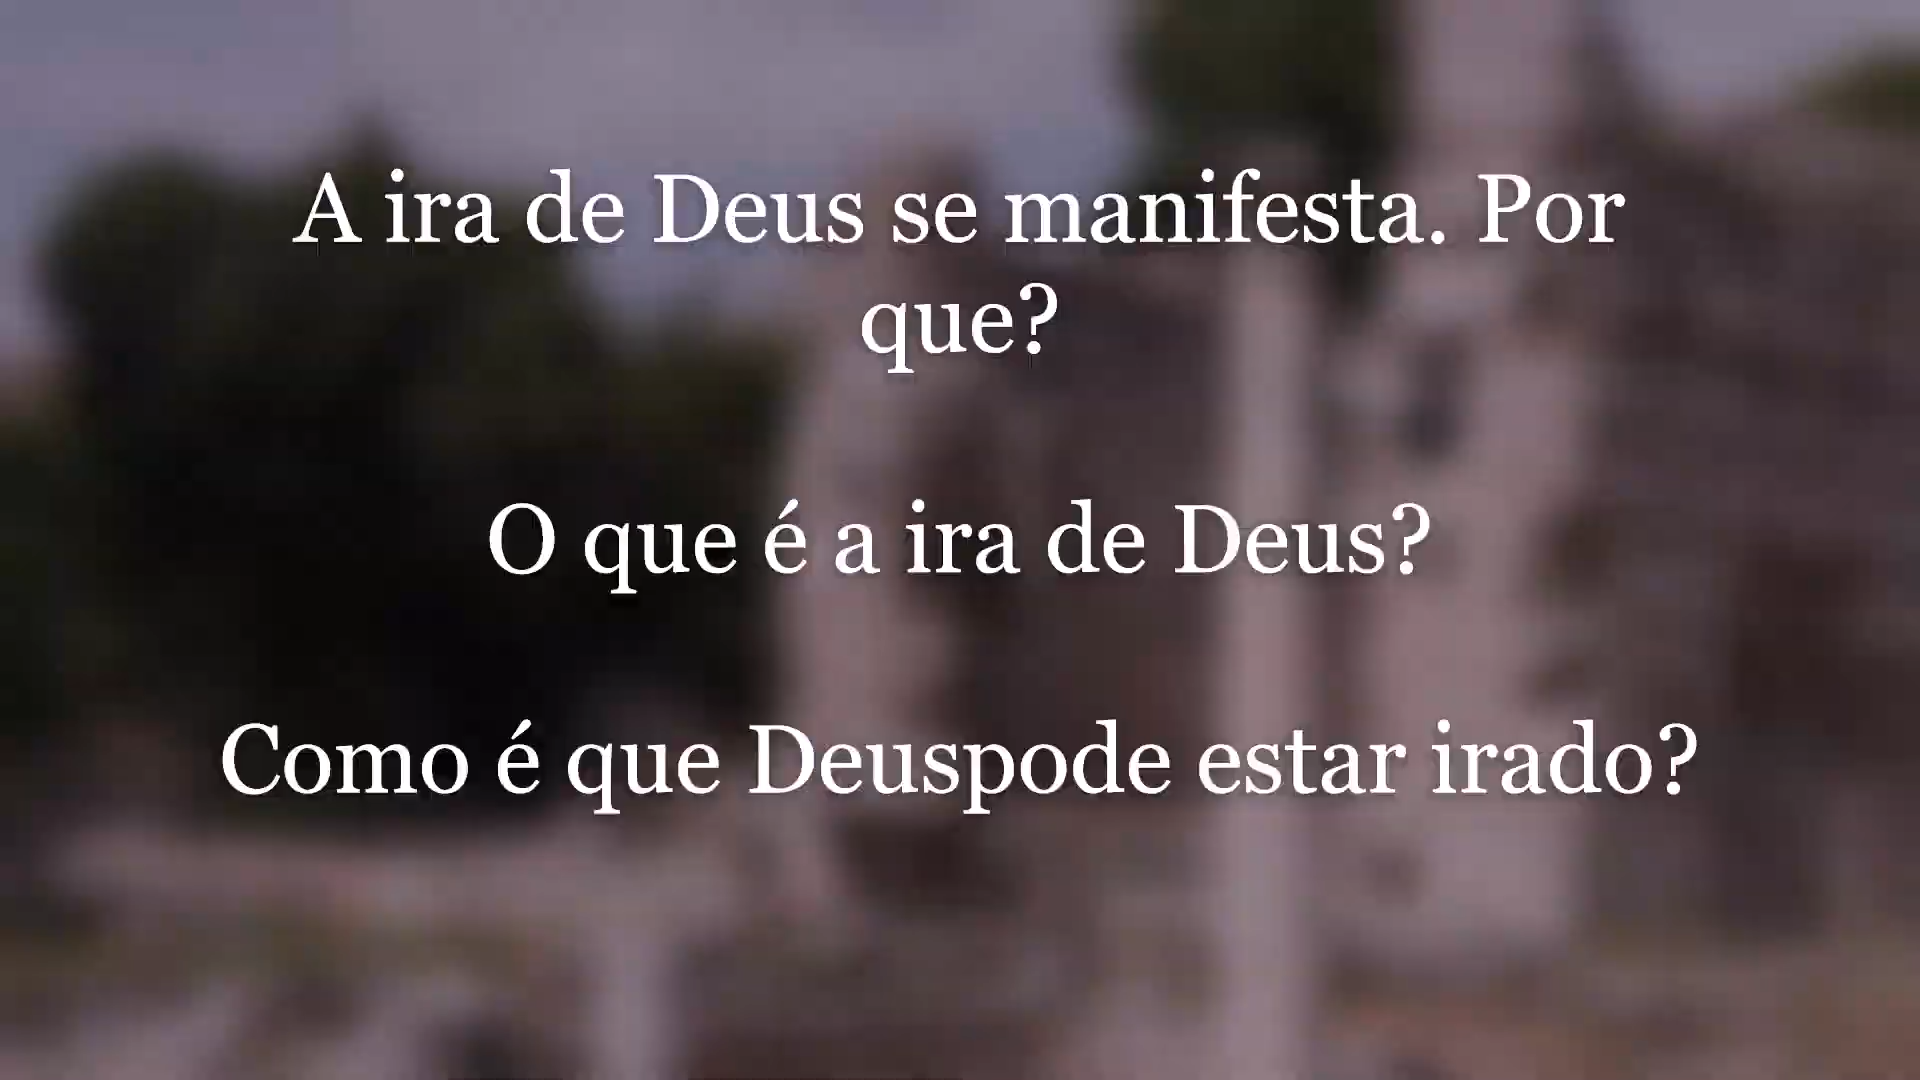 A ira de Deus se manifesta. Por
que?
O que é a ira de Deus?
Como é que Deuspode estar irado?